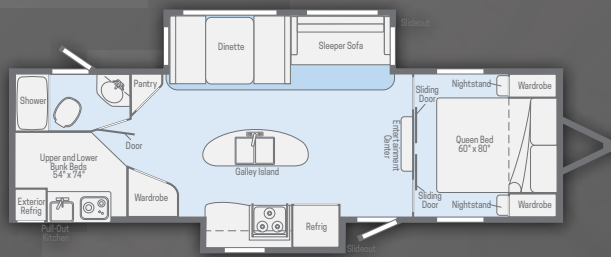 Slideout
Dinette
Sleeper Sofa
Pantry
Shower
Door
Upper and Lower
Bunk Beds
54" x 74"
Wardrobe
Exterior
Refrig
Pull-Out
Kitchen
Galley Island
Refrig
Slideout
Entertainment
Center
Sliding
Door
Sliding
Door
Nightstand
Wardrobe
Queen Bed
60" x 80"
Nightstand
Wardrobe